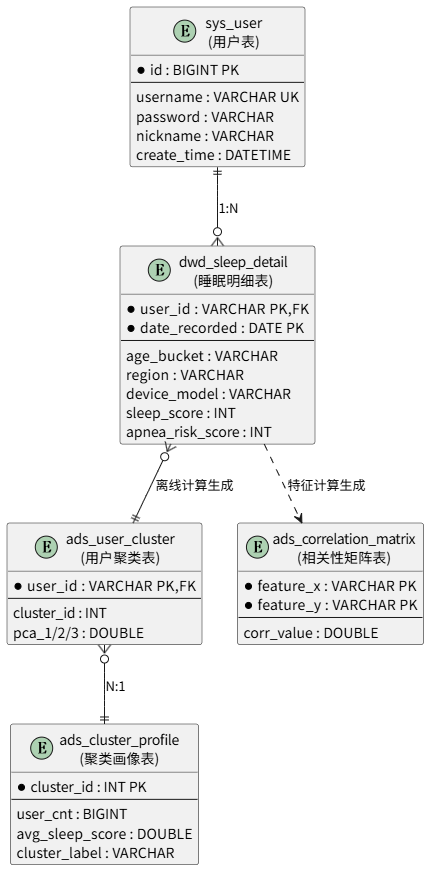 E
sys_user
(用户表)
id : BIGINT PK
username : VARCHAR UK
password : VARCHAR
nickname : VARCHAR
create_time : DATETIME
1:N
E
dwd_sleep_detail
(睡眠明细表)
user_id : VARCHAR PK,FK
date_recorded : DATE PK
age_bucket : VARCHAR
region : VARCHAR
device_model : VARCHAR
sleep_score : INT
apnea_risk_score : INT
离线计算生成
特征计算生成
E
ads_user_cluster
(用户聚类表)
user_id : VARCHAR PK,FK
cluster_id : INT
pca_1/2/3 : DOUBLE
E
ads_correlation_matrix
(相关性矩阵表)
feature_x : VARCHAR PK
feature_y : VARCHAR PK
corr_value : DOUBLE
N:1
E
ads_cluster_profile
(聚类画像表)
cluster_id : INT PK
user_cnt : BIGINT
avg_sleep_score : DOUBLE
cluster_label : VARCHAR